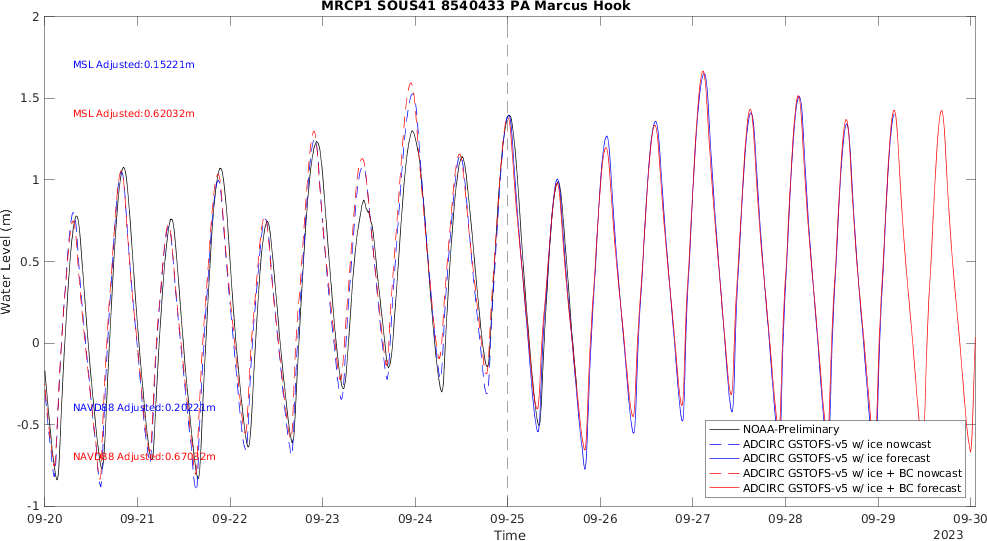 MRCP1 SOUS41 8540433 PA Marcus Hook
2
1.5
1
0.5
0
-0.5
-1
Water Level (m)
MSL Adjusted:0.15221m
MSL Adjusted:0.62032m
NAVD88 Adjusted:0.20221m
NAVD88 Adjusted:0.67032m
NOAA-Preliminary
ADCIRC GSTOFS-v5 w/ ice nowcast
ADCIRC GSTOFS-v5 w/ ice forecast
ADCIRC GSTOFS-v5 w/ ice + BC nowcast
ADCIRC GSTOFS-v5 w/ ice + BC forecast
09-20 09-21 09-22 09-23 09-24 09-25 09-26 09-27 09-28 09-29 09-30
Time
2023